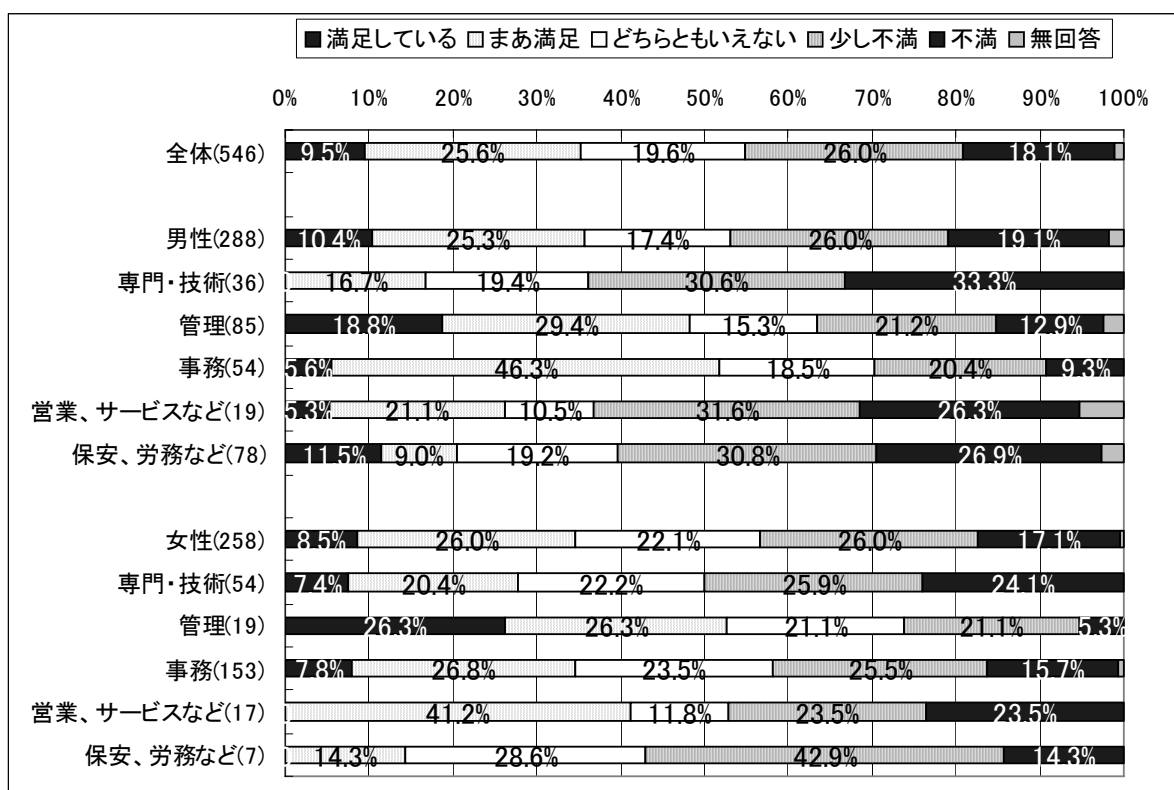 ■満足している □まあ満足 □どちらともいえない ▥少し不満 ■不満 □無回答
0% 10% 20% 30% 40% 50% 60% 70% 80% 90% 100%
全体(546) 9.5% 25.6% 19.6% 26.0% 18.1%
男性(288) 10.4% 25.3% 17.4% 26.0% 19.1%
専門・技術(36) 16.7% 19.4% 30.6% 33.3%
管理(85) 18.8% 29.4% 15.3% 21.2% 12.9%
事務(54) 5.6% 46.3% 18.5% 20.4% 9.3%
営業、サービスなど(19) 5.3% 21.1% 10.5% 31.6% 26.3%
保安、労務など(78) 11.5% 9.0% 19.2% 30.8% 26.9%
女性(258) 8.5% 26.0% 22.1% 26.0% 17.1%
専門・技術(54) 7.4% 20.4% 22.2% 25.9% 24.1%
管理(19) 26.3% 26.3% 21.1% 21.1% 5.3%
事務(153) 7.8% 26.8% 23.5% 25.5% 15.7%
営業、サービスなど(17) 41.2% 11.8% 23.5% 23.5%
保安、労務など(7) 14.3% 28.6% 42.9% 14.3%